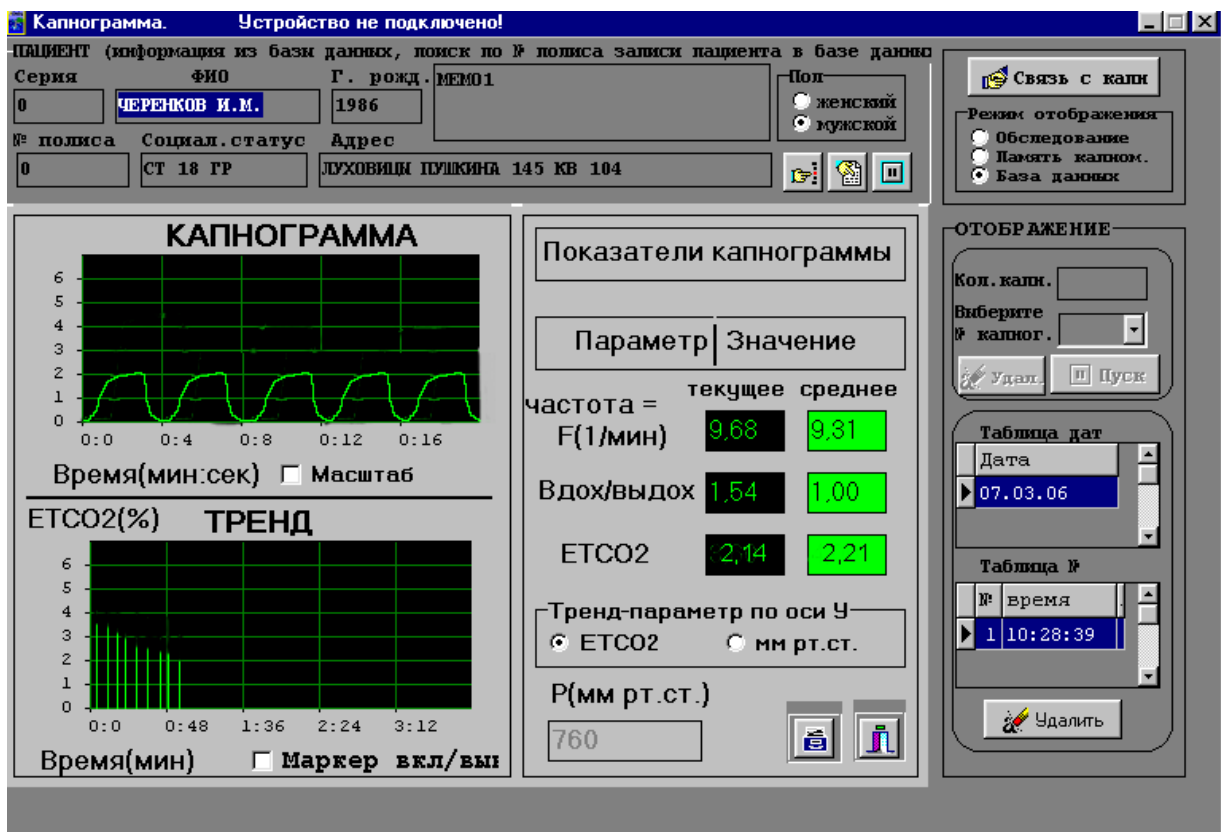 Капнограмма. Устройство не подключено!
ПАЦИЕНТ (информация из базы данных, поиск по № полиса записи пациента в базе данны
Серия ФИО Г. рожд. МЕМО1 Пол
0 ЧЕРЕНКОВ И.М. 1986 женский
мужской
№ полиса Социал.статус Адрес
0 СТ 18 ГР ЛУХОВИЦЫ ПУШКИНА 145 КВ 104
Связь с капн
Режим отображения
Обследование
Память капном.
База данных
КАПНОГРАММА
6
5
4
3
2
1
0
0:0 0:4 0:8 0:12 0:16
Время(мин:сек) Масштаб
ETCO2(%) ТРЕНД
6
5
4
3
2
1
0
0:0 0:48 1:36 2:24 3:12
Время(мин) Маркер вкл/вы
Показатели капнограммы
Параметр Значение
текущее среднее
частота =
F(1/мин) 9,68 9,31
Вдох/выдох 1,54 1,00
ETCO2 2,14 2,21
Тренд-параметр по оси У
ETCO2 мм рт.ст.
Р(мм рт.ст.)
760
ОТОБРАЖЕНИЕ
Кол.капн.
Выберите
№ капног.
Удал. Пуск
Таблица дат
Дата
07.03.06
Таблица №
№ время
1 10:28:39
Удалить